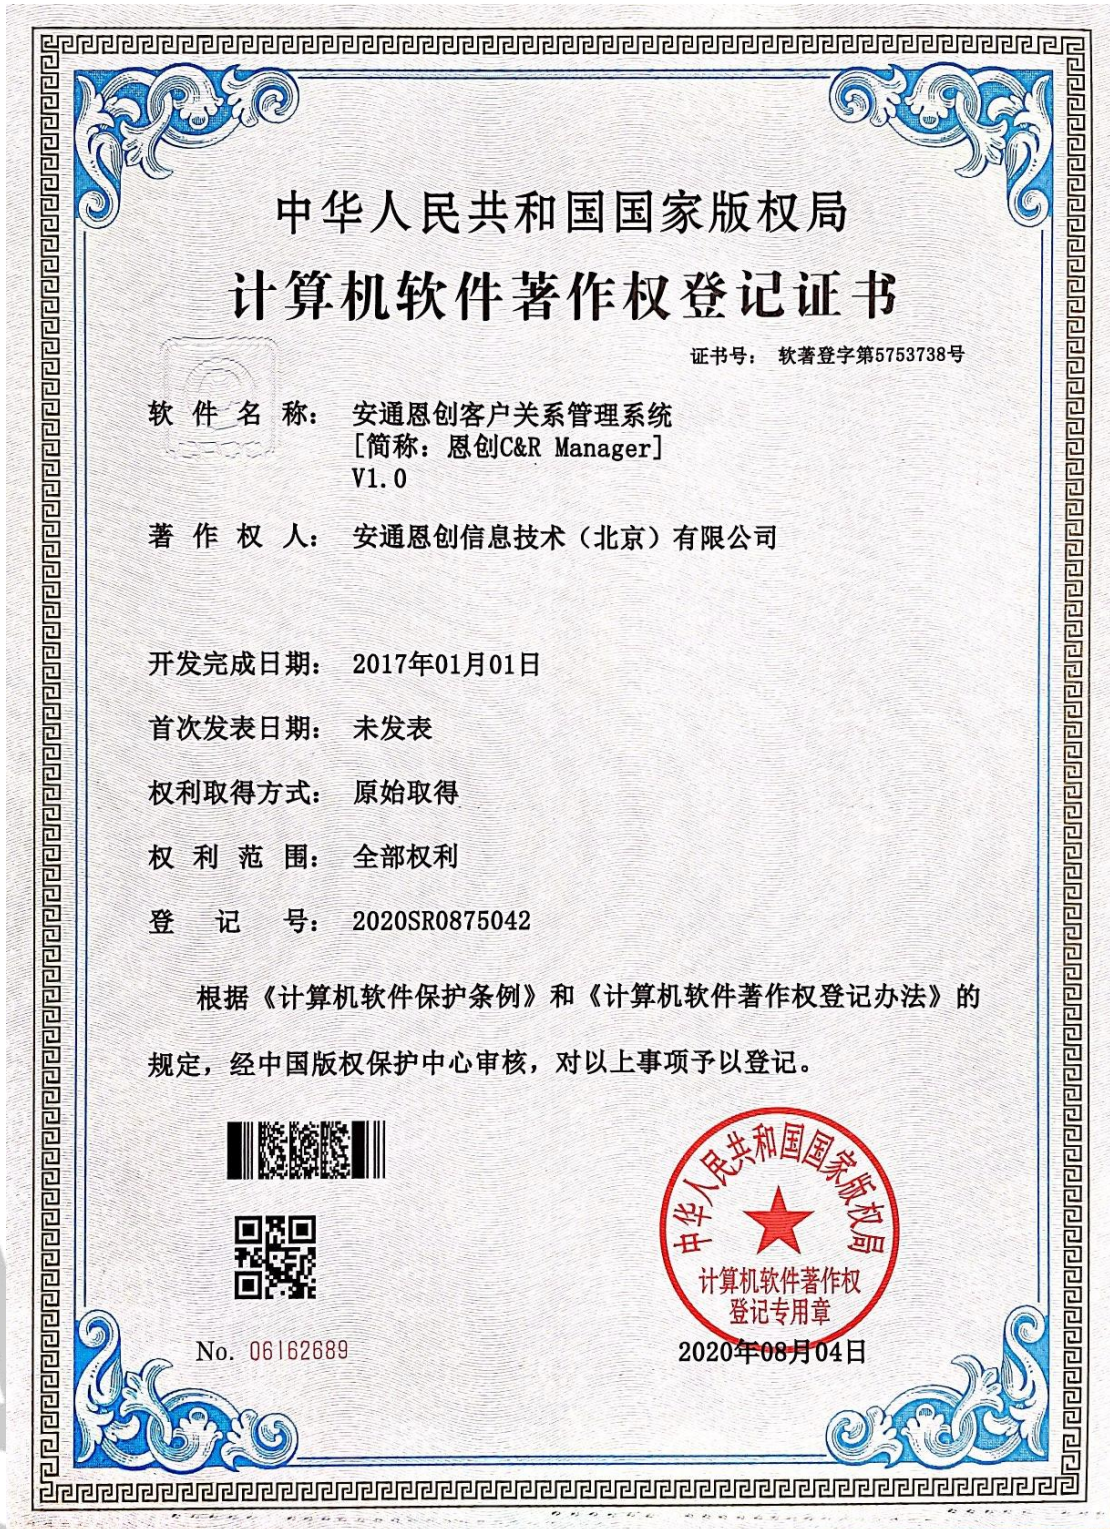 中华人民共和国国家版权局
计算机软件著作权登记证书
证书号： 软著登字第5753738号
软件名称： 安通恩创客户关系管理系统
[简称：恩创C&R Manager]
V1.0
著作权人： 安通恩创信息技术（北京）有限公司
开发完成日期： 2017年01月01日
首次发表日期： 未发表
权利取得方式： 原始取得
权利范围： 全部权利
登记号： 2020SR0875042
根据《计算机软件保护条例》和《计算机软件著作权登记办法》的
规定，经中国版权保护中心审核，对以上事项予以登记。
中华人民共和国国家版权局
计算机软件著作权
登记专用章
No. 06162689
2020年08月04日